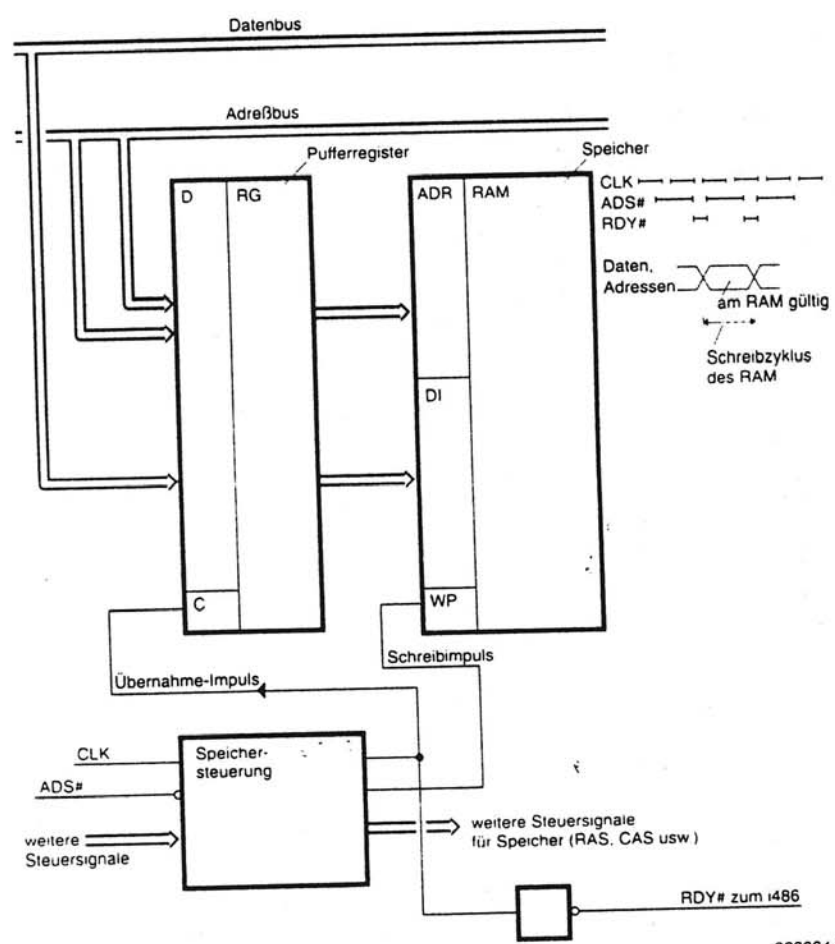 Datenbus
Adreßbus
Pufferregister
Speicher
D
RG
ADR
RAM
CLK
ADS#
RDY#
Daten,
Adressen
am RAM gültig
Schreibzyklus
des RAM
DI
C
WP
Übernahme-Impuls
Schreibimpuls
CLK
ADS#
weitere
Steuersignale
Speicher-
steuerung
weitere Steuersignale
für Speicher (RAS, CAS usw.)
RDY# zum i486